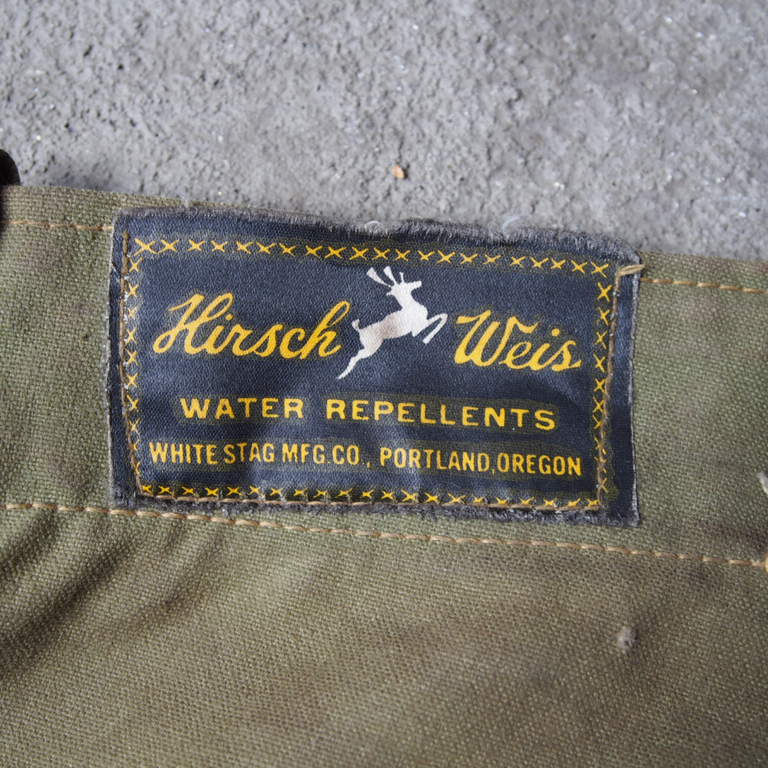 Hirsch Weis
WATER REPELLENTS
WHITE STAG MFG. CO., PORTLAND, OREGON